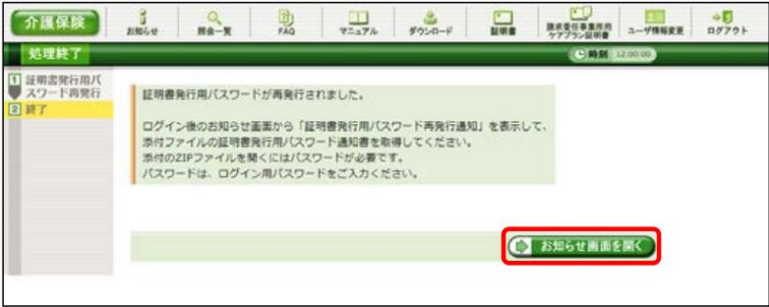 介護保険
お知らせ
照会一覧
FAQ
マニュアル
ダウンロード
証明書
請求委任事業所用
ケアプラン証明書
ユーザ情報変更
ログアウト
処理終了
時刻 12:00:00
1 証明書発行用パ
スワード再発行
2 終了
証明書発行用パスワードが再発行されました。
ログイン後のお知らせ画面から「証明書発行用パスワード再発行通知」を表示して、
添付ファイルの証明書発行用パスワード通知書を取得してください。
添付のZIPファイルを開くにはパスワードが必要です。
パスワードは、ログイン用パスワードをご入力ください。
お知らせ画面を開く